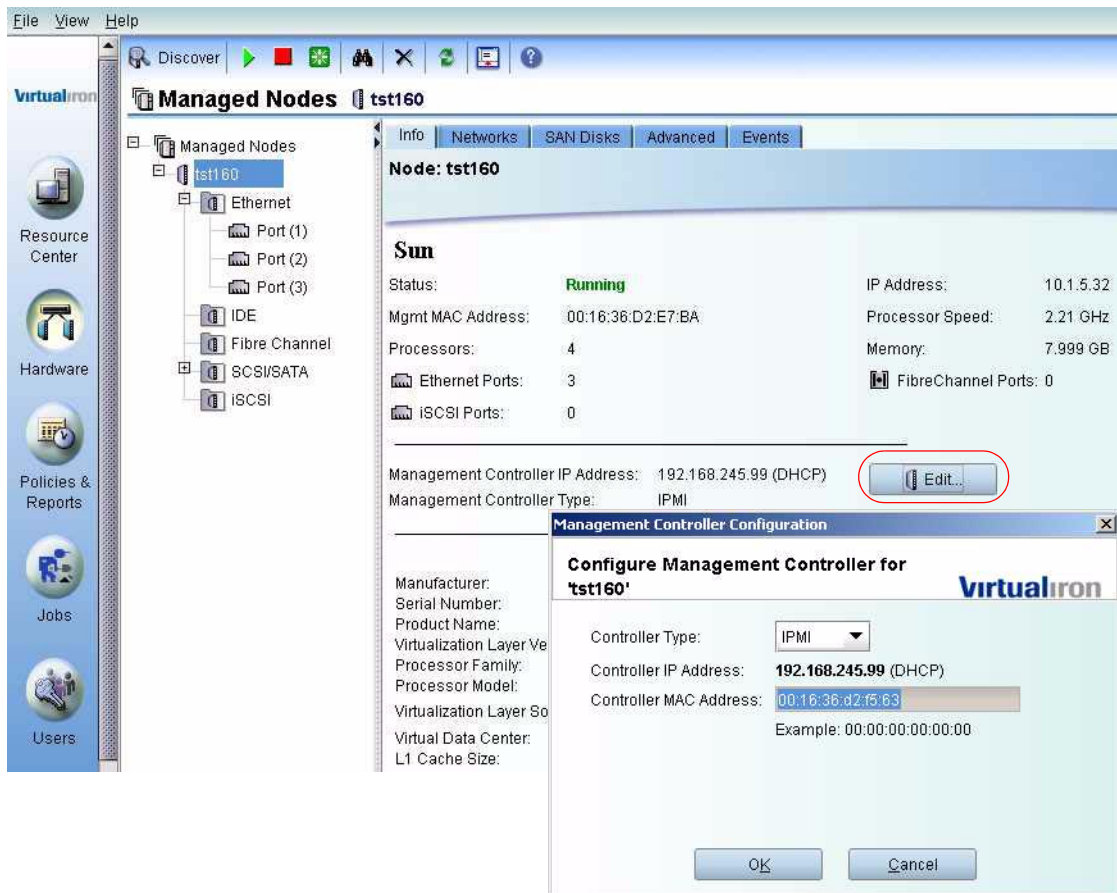 File View Help
Discover
VirtualIron
Managed Nodes tst160
Resource
Center
Hardware
Policies &
Reports
Jobs
Users
Managed Nodes
tst160
Ethernet
Port (1)
Port (2)
Port (3)
IDE
Fibre Channel
SCSI/SATA
iSCSI
Info Networks SAN Disks Advanced Events
Node: tst160
Sun
Status: Running IP Address: 10.1.5.32
Mgmt MAC Address: 00:16:36:D2:E7:BA Processor Speed: 2.21 GHz
Processors: 4 Memory: 7.999 GB
Ethernet Ports: 3 FibreChannel Ports: 0
iSCSI Ports: 0
Management Controller IP Address: 192.168.245.99 (DHCP) Edit...
Management Controller Type: IPMI
Manufacturer:
Serial Number:
Product Name:
Virtualization Layer Ve
Processor Family:
Processor Model:
Virtualization Layer So
Virtual Data Center:
L1 Cache Size:
Management Controller Configuration
Configure Management Controller for
'tst160'
VirtualIron
Controller Type: IPMI
Controller IP Address: 192.168.245.99 (DHCP)
Controller MAC Address: 00:16:36:d2:f5:63
Example: 00:00:00:00:00:00
OK Cancel